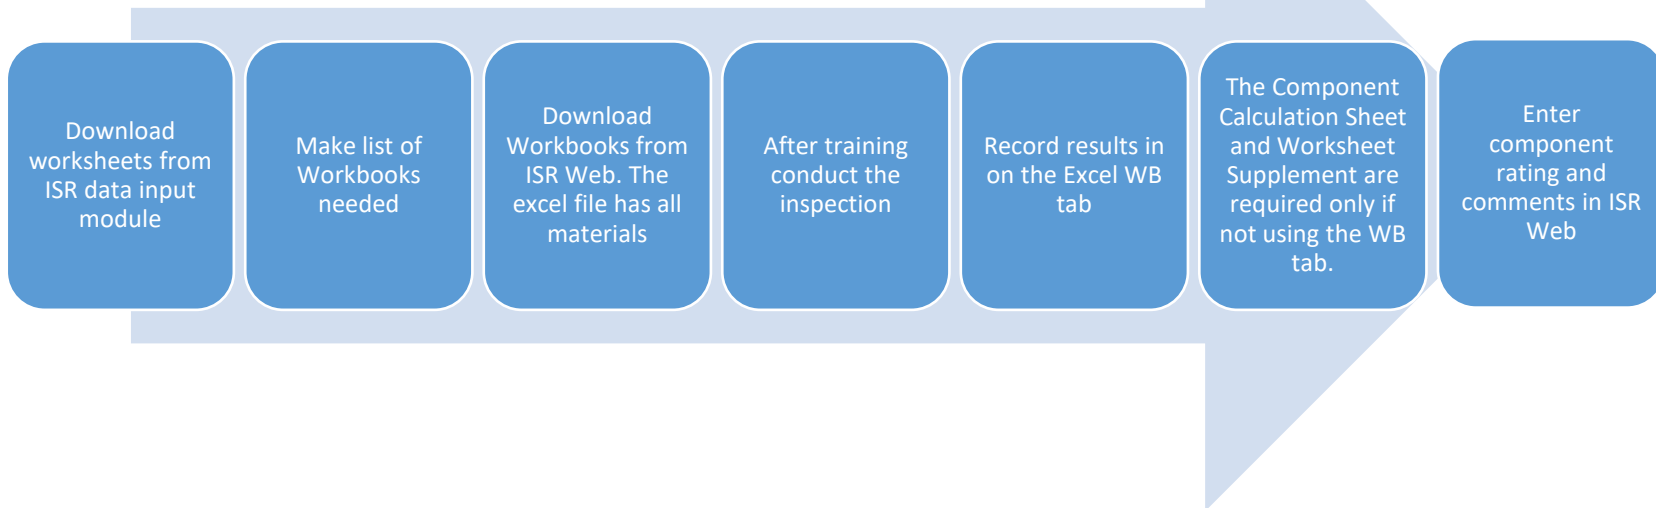 Download
worksheets from
ISR data input
module
Make list of
Workbooks
needed
Download
Workbooks from
ISR Web. The
excel file has all
materials
After training
conduct the
inspection
Record results in
on the Excel WB
tab
The Component
Calculation Sheet
and Worksheet
Supplement are
required only if
not using the WB
tab.
Enter
component
rating and
comments in ISR
Web